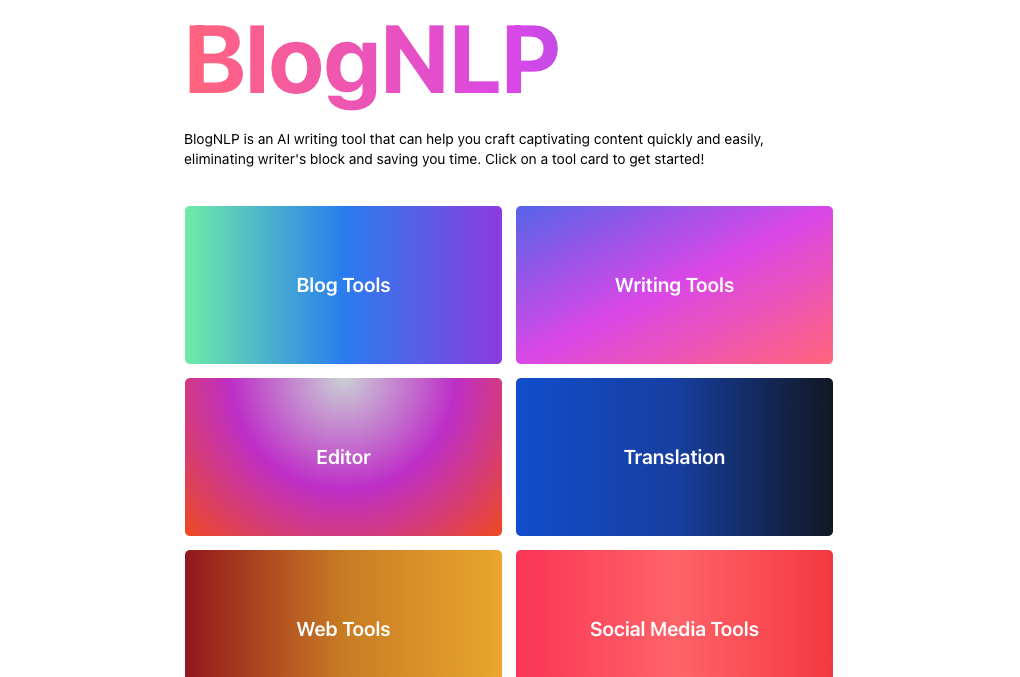 BlogNLP
BlogNLP is an AI writing tool that can help you craft captivating content quickly and easily,
eliminating writer's block and saving you time. Click on a tool card to get started!
Blog Tools
Writing Tools
Editor
Translation
Web Tools
Social Media Tools